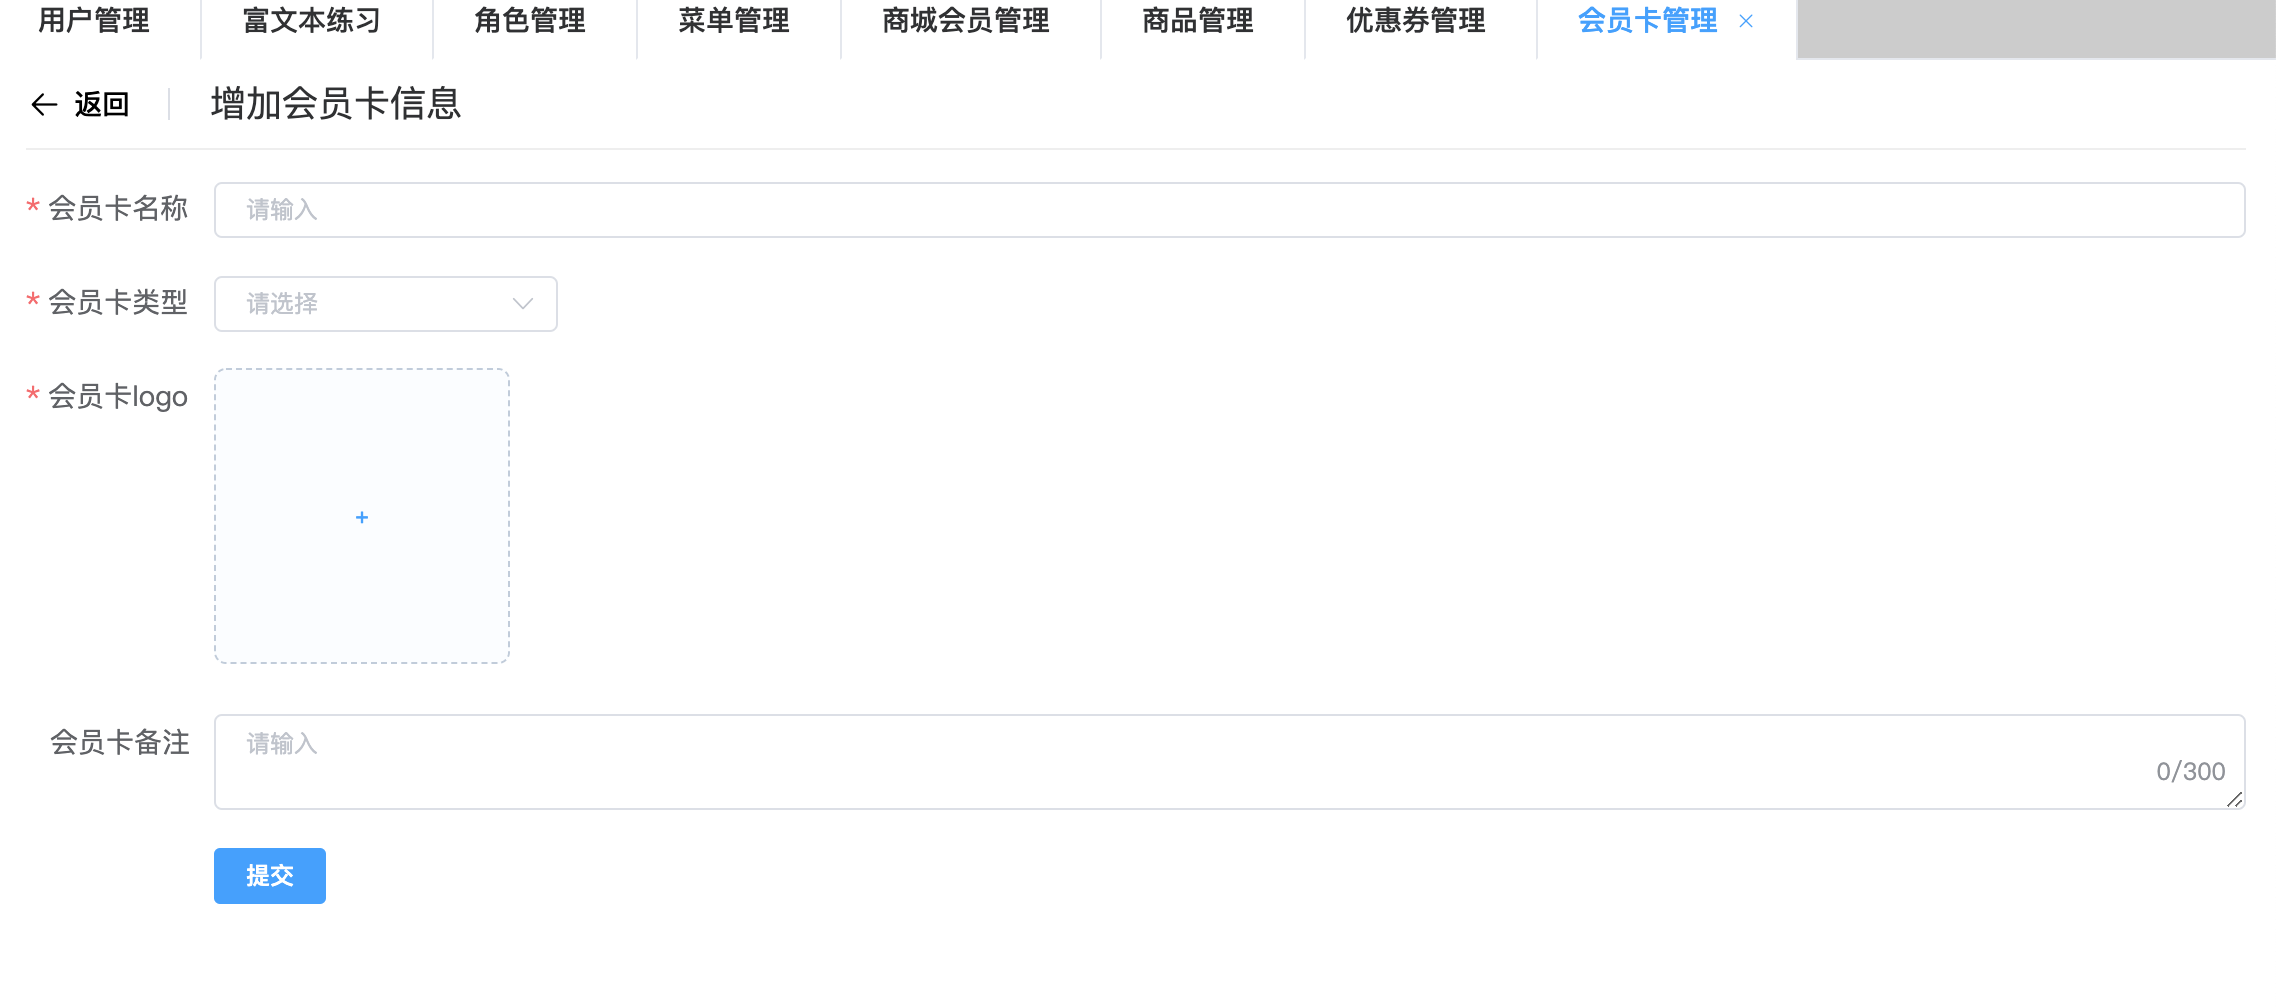 用户管理 富文本练习 角色管理 菜单管理 商城会员管理 商品管理 优惠券管理 会员卡管理
返回 增加会员卡信息
* 会员卡名称 请输入
* 会员卡类型 请选择
* 会员卡logo
+
会员卡备注 请输入
0/300
提交